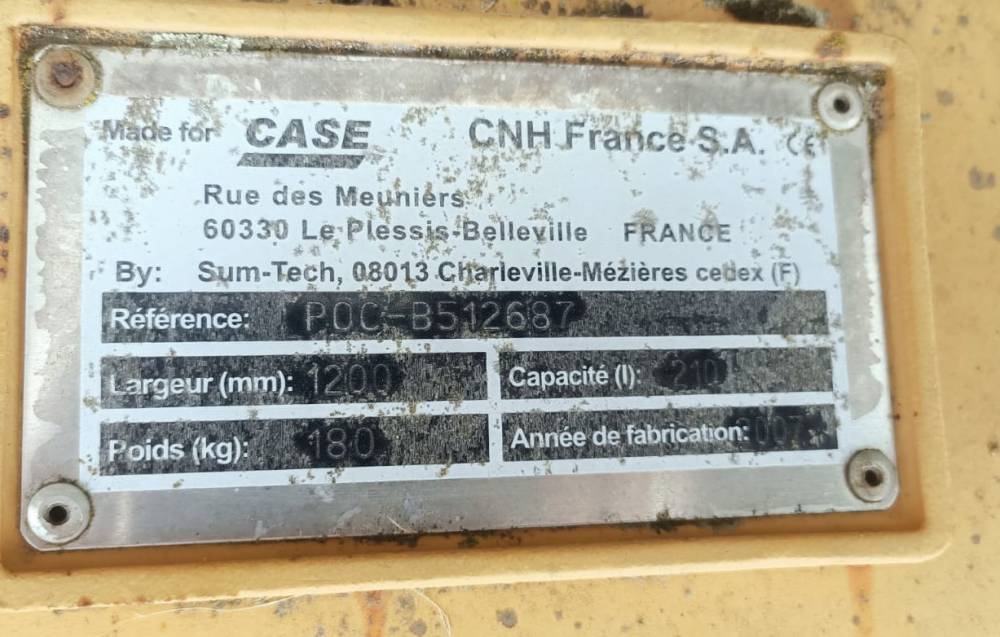 Made for CASE CNH France S.A. CE
Rue des Meuniers
60330 Le Plessis-Belleville FRANCE
By: Sum-Tech, 08013 Charleville-Mézières cedex (F)
Référence: POC-B512687
Largeur (mm): 1200 Capacité (l): 210
Poids (kg): 180 Année de fabrication: 007